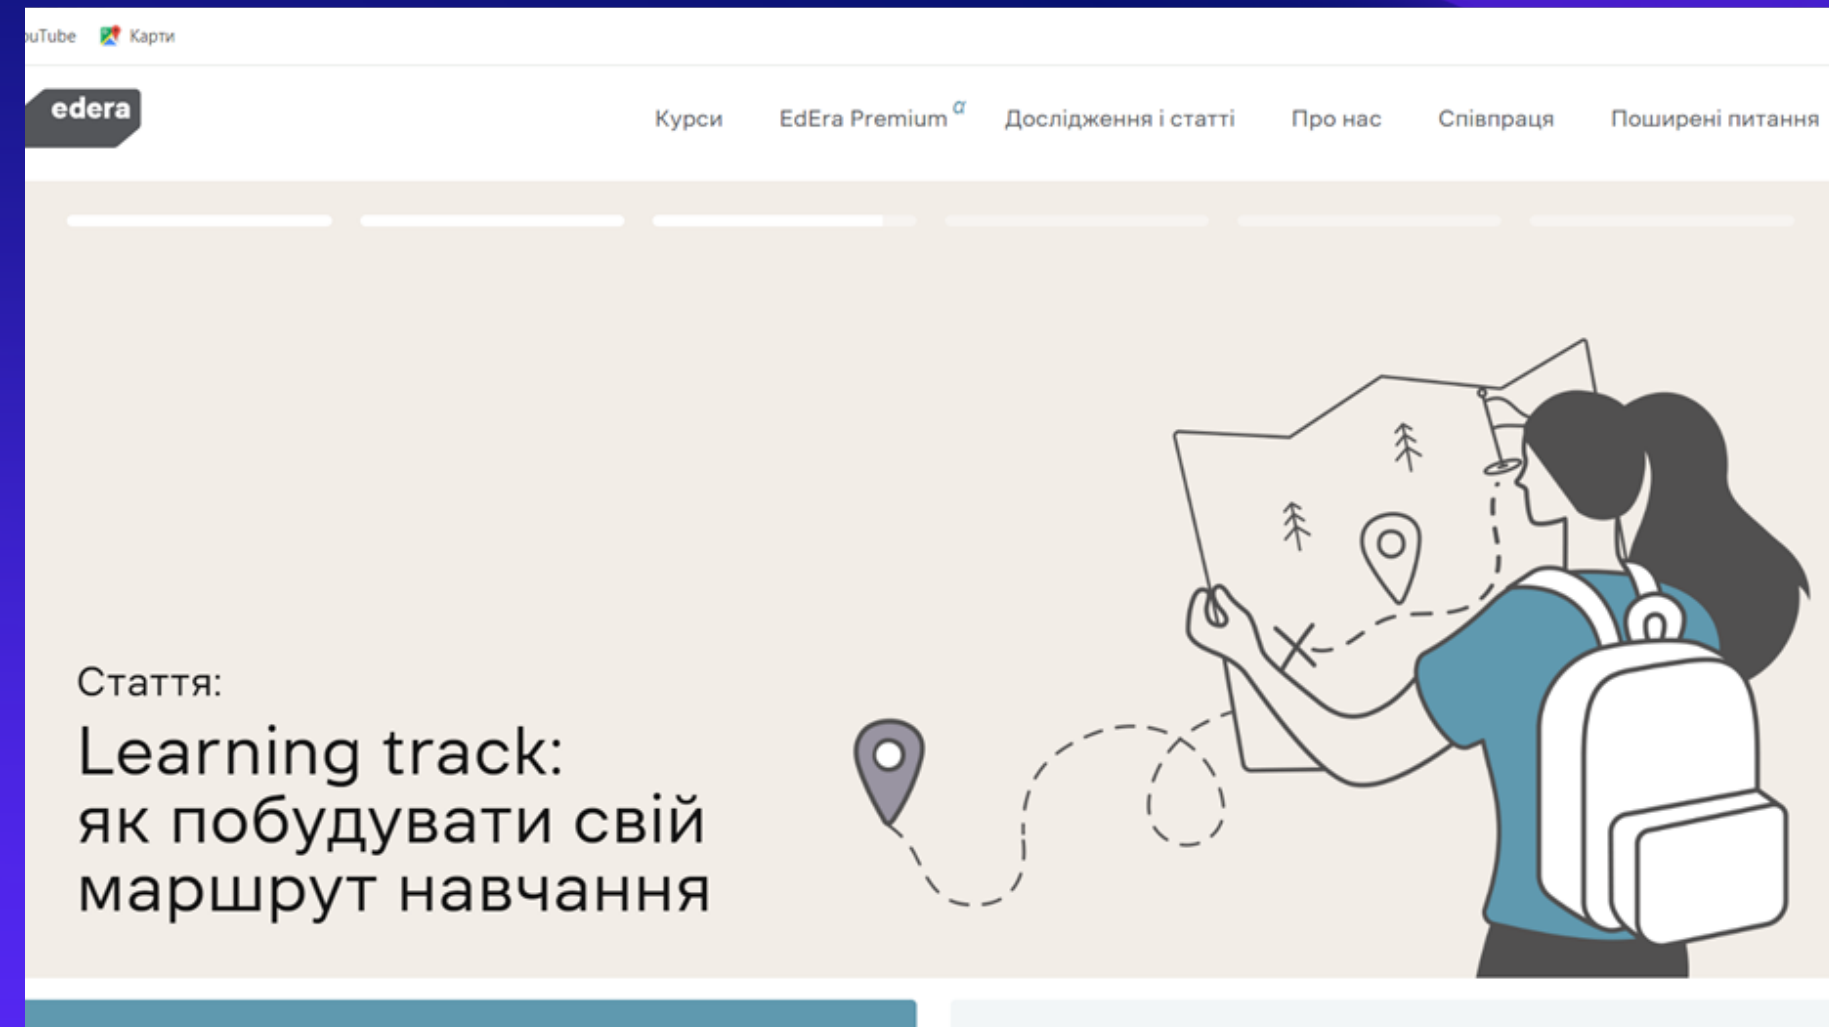 Карти
edera
Курси EdEra Premium α Дослідження і статті Про нас Співпраця Поширені питання
Стаття:
Learning track:
як побудувати свій
маршрут навчання